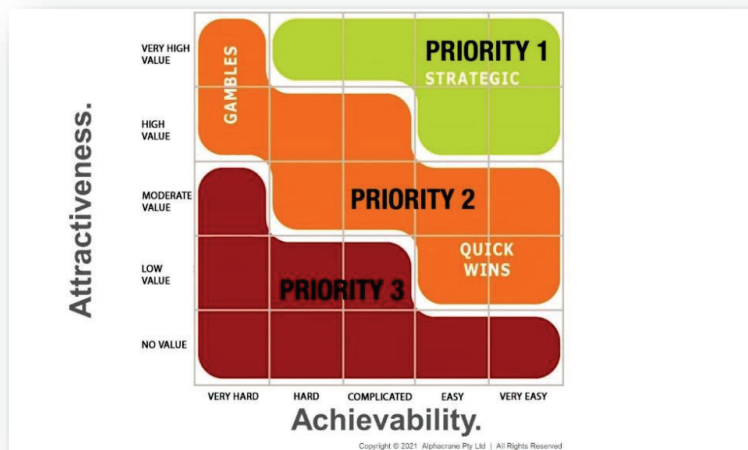 VERY HIGH
VALUE
GAMBLES
PRIORITY 1
STRATEGIC
HIGH
VALUE
Attractiveness.
MODERATE
VALUE
PRIORITY 2
LOW
VALUE
QUICK
WINS
PRIORITY 3
NO VALUE
VERY HARD
HARD
COMPLICATED
EASY
VERY EASY
Achievability.
Copyright © 2021 Alphacrane Pty Ltd | All Rights Reserved